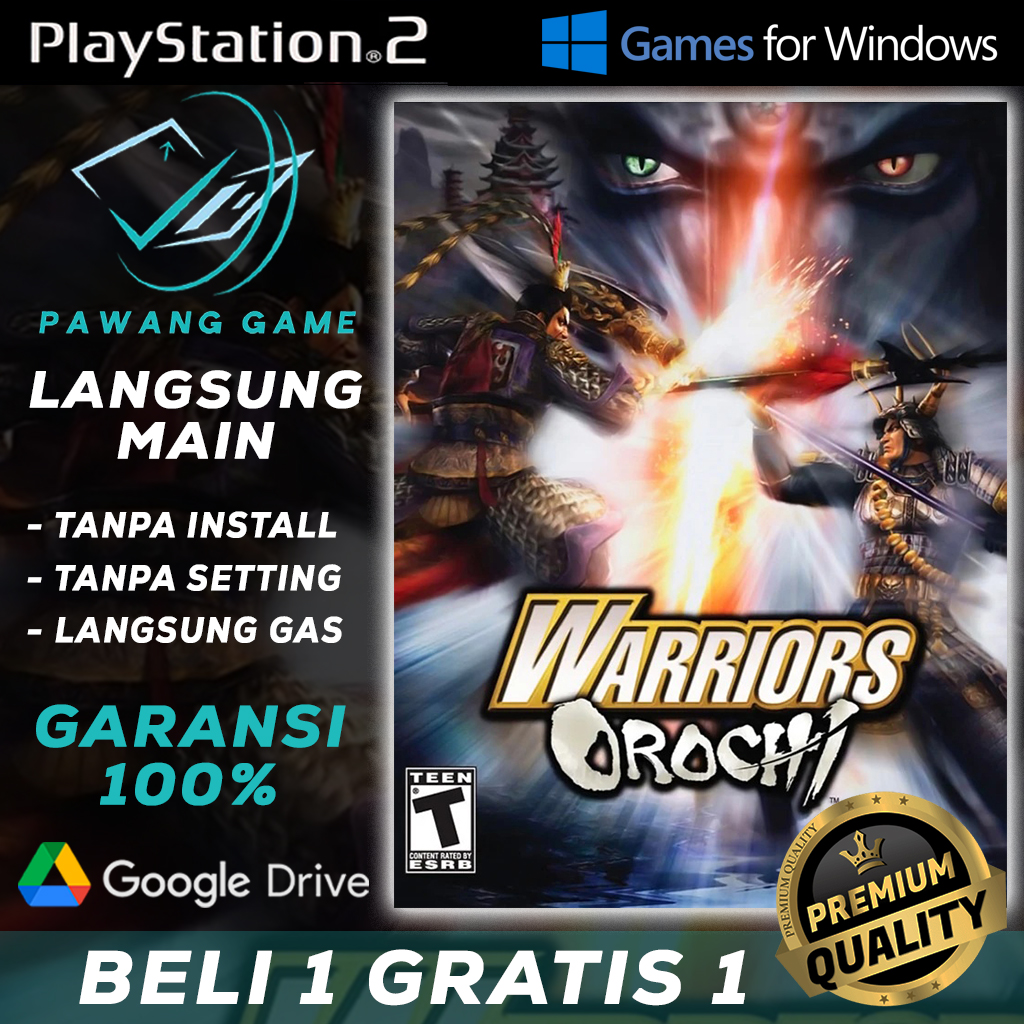 PlayStation®2
Games for Windows
PAWANG GAME
LANGSUNG
MAIN
- TANPA INSTALL
- TANPA SETTING
- LANGSUNG GAS
GARANSI
100%
Google Drive
WARRIORS
OROCHI
TM
TEEN
T
®
CONTENT RATED BY
ESRB
PREMIUM QUALITY
PREMIUM
QUALITY
BELI 1 GRATIS 1